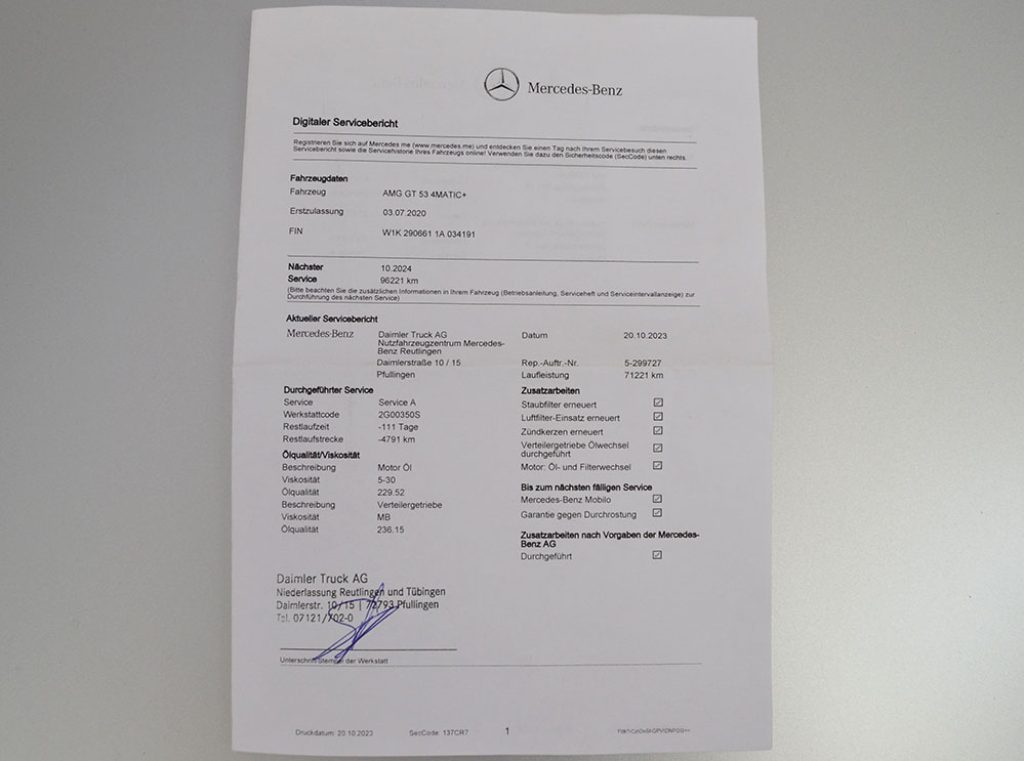 Mercedes-Benz
Digitaler Servicebericht
Registrieren Sie sich auf Mercedes me (www.mercedes.me) und entdecken Sie einen Tag nach Ihrem Servicebesuch diesen
Servicebericht sowie die Servicehistorie Ihres Fahrzeugs online! Verwenden Sie dazu den Sicherheitscode (SecCode) unten rechts.
Fahrzeugdaten
Fahrzeug AMG GT 53 4MATIC+
Erstzulassung 03.07.2020
FIN W1K 290661 1A 034191
Nächster 10.2024
Service 96221 km
(Bitte beachten Sie die zusätzlichen Informationen in Ihrem Fahrzeug (Betriebsanleitung, Serviceheft und Serviceintervallanzeige) zur
Durchführung des nächsten Service)
Aktueller Servicebericht
Mercedes-Benz Daimler Truck AG Datum 20.10.2023
Nutzfahrzeugzentrum Mercedes-
Benz Reutlingen
Daimlerstraße 10 / 15 Rep.-Auftr.-Nr. 5-299727
Pfullingen Laufleistung 71221 km
Durchgeführter Service
Service Service A
Werkstattcode 2G00350S
Restlaufzeit -111 Tage
Restlaufstrecke -4791 km
Ölqualität/Viskosität
Beschreibung Motor Öl
Viskosität 5-30
Ölqualität 229.52
Beschreibung Verteilergetriebe
Viskosität MB
Ölqualität 236.15
Zusatzarbeiten
Staubfilter erneuert
Luftfilter-Einsatz erneuert
Zündkerzen erneuert
Verteilergetriebe Ölwechsel
durchgeführt
Motor: Öl- und Filterwechsel
Bis zum nächsten fälligen Service
Mercedes-Benz Mobilo
Garantie gegen Durchrostung
Zusatzarbeiten nach Vorgaben der Mercedes-
Benz AG
Durchgeführt
Daimler Truck AG
Niederlassung Reutlingen und Tübingen
Daimlerstr. 10/15 | 72793 Pfullingen
Tel. 07121/702-0
Unterschrift/Stempel der Werkstatt
Druckdatum 20.10.2023 SecCode 137CR7 1